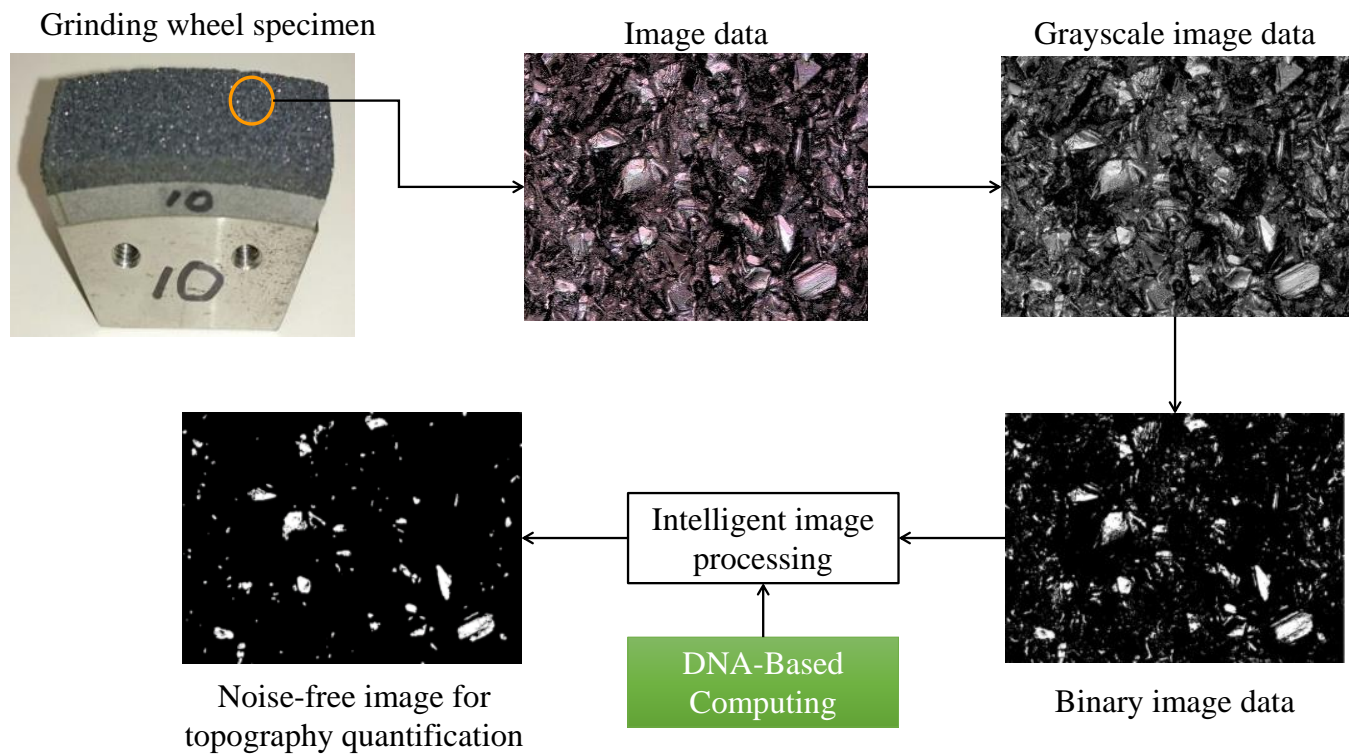 Grinding wheel specimen
Image data
Grayscale image data
10
10
Intelligent image
processing
DNA-Based
Computing
Binary image data
Noise-free image for
topography quantification